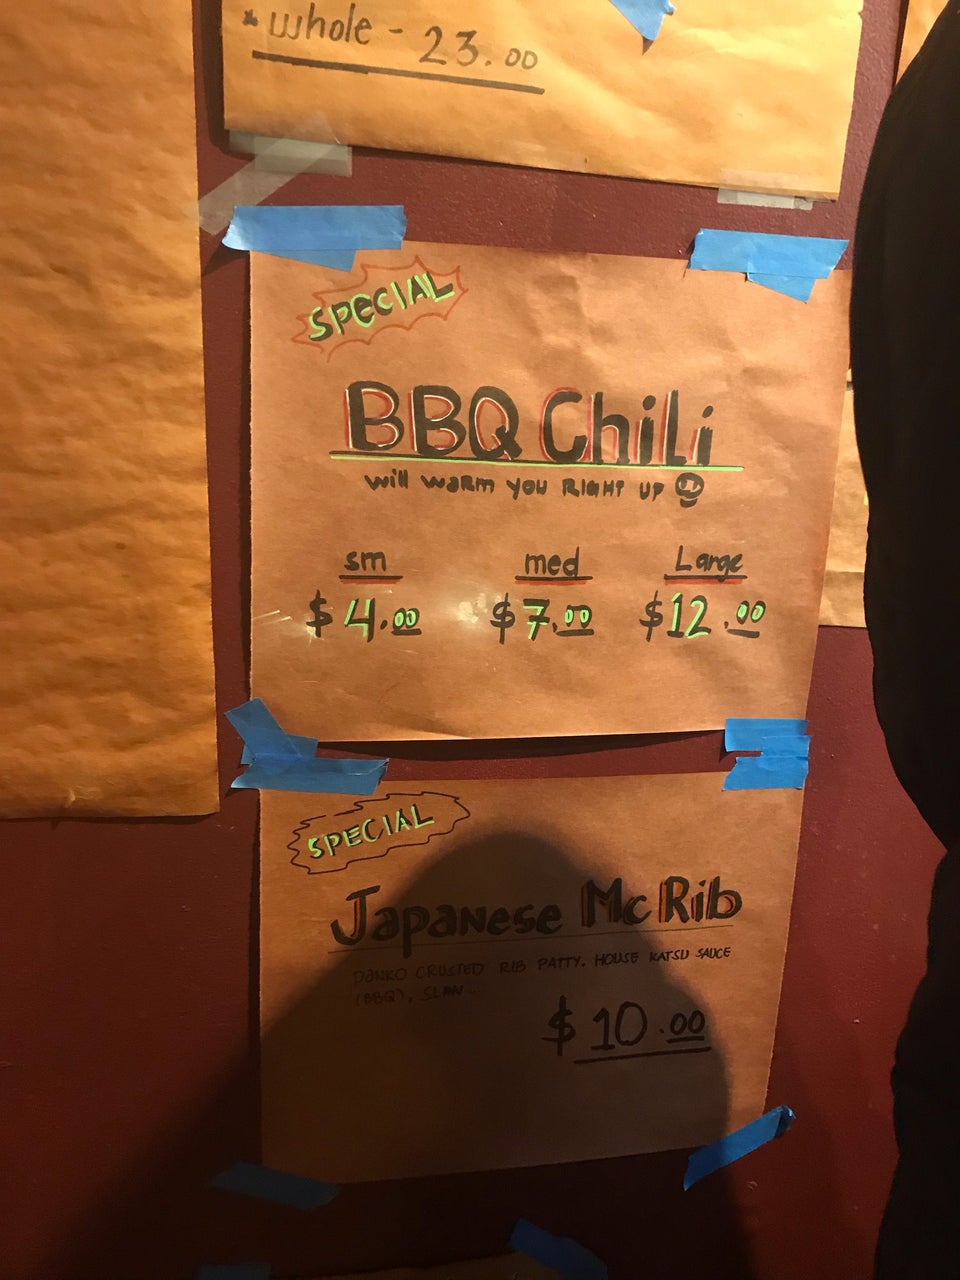 * whole - 23.00
SPECIAL
BBQ Chili
will warm you RIGHT UP
sm med Large
$4.00 $7.00 $12.00
SPECIAL
Japanese McRib
PANKO CRUSTED RIB PATTY. HOUSE KATSU SAUCE
(BBQ), SLAW..
$10.00